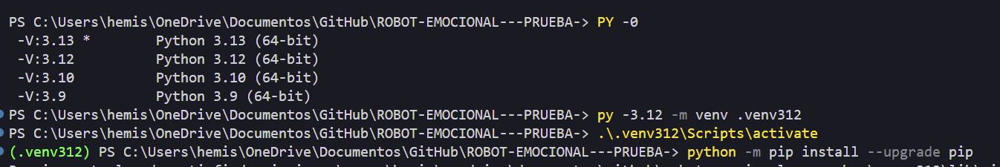 PS C:\Users\hemis\OneDrive\Documentos\GitHub\ROBOT-EMOCIONAL---PRUEBA-> PY -0
-V:3.13 * Python 3.13 (64-bit)
-V:3.12 Python 3.12 (64-bit)
-V:3.10 Python 3.10 (64-bit)
-V:3.9 Python 3.9 (64-bit)
PS C:\Users\hemis\OneDrive\Documentos\GitHub\ROBOT-EMOCIONAL---PRUEBA-> py -3.12 -m venv .venv312
PS C:\Users\hemis\OneDrive\Documentos\GitHub\ROBOT-EMOCIONAL---PRUEBA-> .\.venv312\Scripts\activate
(.venv312) PS C:\Users\hemis\OneDrive\Documentos\GitHub\ROBOT-EMOCIONAL---PRUEBA-> python -m pip install --upgrade pip